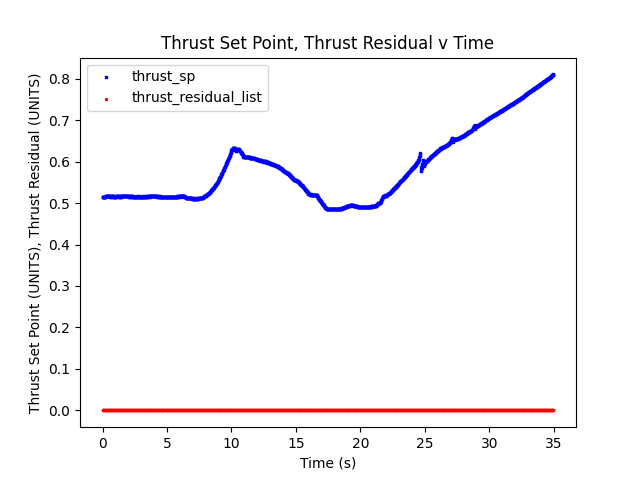 Thrust Set Point, Thrust Residual v Time
thrust_sp
thrust_residual_list
Thrust Set Point (UNITS), Thrust Residual (UNITS)
0.8
0.7
0.6
0.5
0.4
0.3
0.2
0.1
0.0
0 5 10 15 20 25 30 35
Time (s)